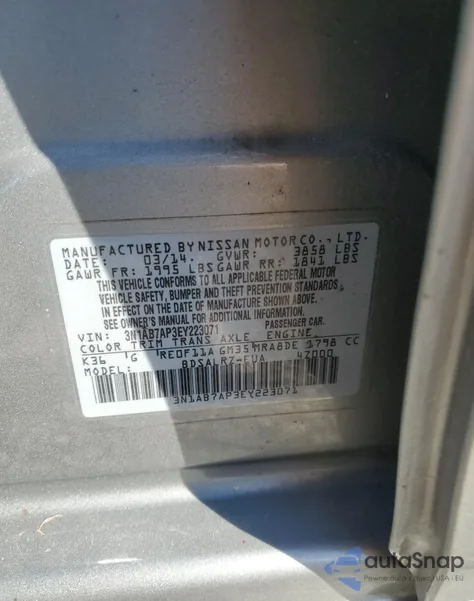 MANUFACTURED BY NISSAN MOTOR CO., LTD.
DATE: 03/14. GVWR: 3858 LBS
GAWR FR: 1995 LBS GAWR RR: 1841 LBS
THIS VEHICLE CONFORMS TO ALL APPLICABLE FEDERAL MOTOR
VEHICLE SAFETY, BUMPER AND THEFT PREVENTION STANDARDS
IN EFFECT ON THE DATE OF MANUFACTURE SHOWN ABOVE.
SEE OWNER'S MANUAL FOR ADDITIONAL INFORMATION.
VIN: 3N1AB7AP3EY223071 PASSENGER CAR.
COLOR TRIM TRANS AXLE ENGINE
K36 G RE0F11A GM35 MRA8DE 1798 CC
MODEL: BDSALRZ-EUA 47000
3N1AB7AP3EY223071
autoSnap
USA i EU